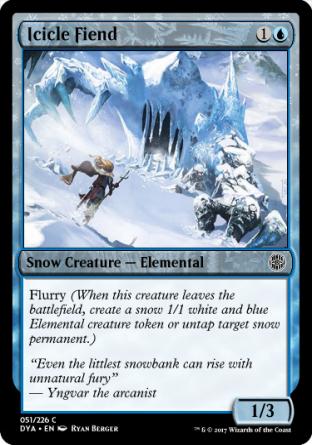 Icicle Fiend 1
Snow Creature — Elemental
Flurry (When this creature leaves the
battlefield, create a snow 1/1 white and blue
Elemental creature token or untap target snow
permanent.)
“Even the littlest snowbank can rise with
unnatural fury”
— Yngvar the arcanist
1/3
051/226 C
DYA • EN RYAN BERGER
™ & © 2017 Wizards of the Coast